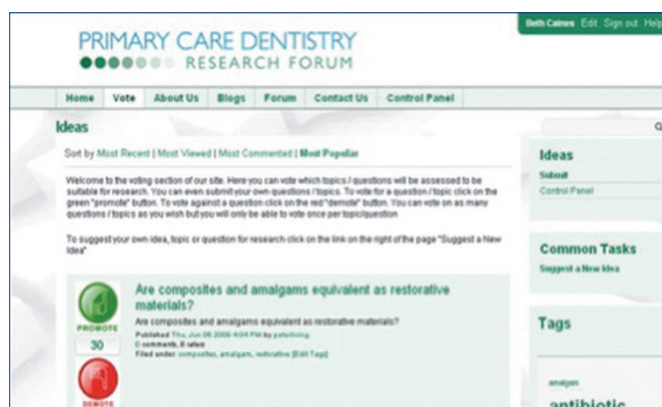 Beth Caines Edit Sign out Help
PRIMARY CARE DENTISTRY
RESEARCH FORUM
Home Vote About Us Blogs Forum Contact Us Control Panel
Ideas
Sort by Most Recent | Most Viewed | Most Commented | Most Popular
Welcome to the voting section of our site. Here you can vote which topics / questions will be assessed to be
suitable for research. You can even submit your own questions / topics. To vote for a question / topic click on the
green "promote" button. To vote against a question click on the red "demote" button. You can vote on as many
questions / topics as you wish but you will only be able to vote once per topic/question
To suggest your own idea, topic or question for research click on the link on the right of the page "Suggest a New
Idea"
PROMOTE
30
DEMOTE
Are composites and amalgams equivalent as restorative
materials?
Are composites and amalgams equivalent as restorative materials?
Published Thu, Jun 2009 4:04 PM by
0 comments,
Filed under: composites, amalgam, restorative [Edit Tags]
Ideas
Submit
Control Panel
Common Tasks
Suggest a New Idea
Tags
amalgam
antibiotic